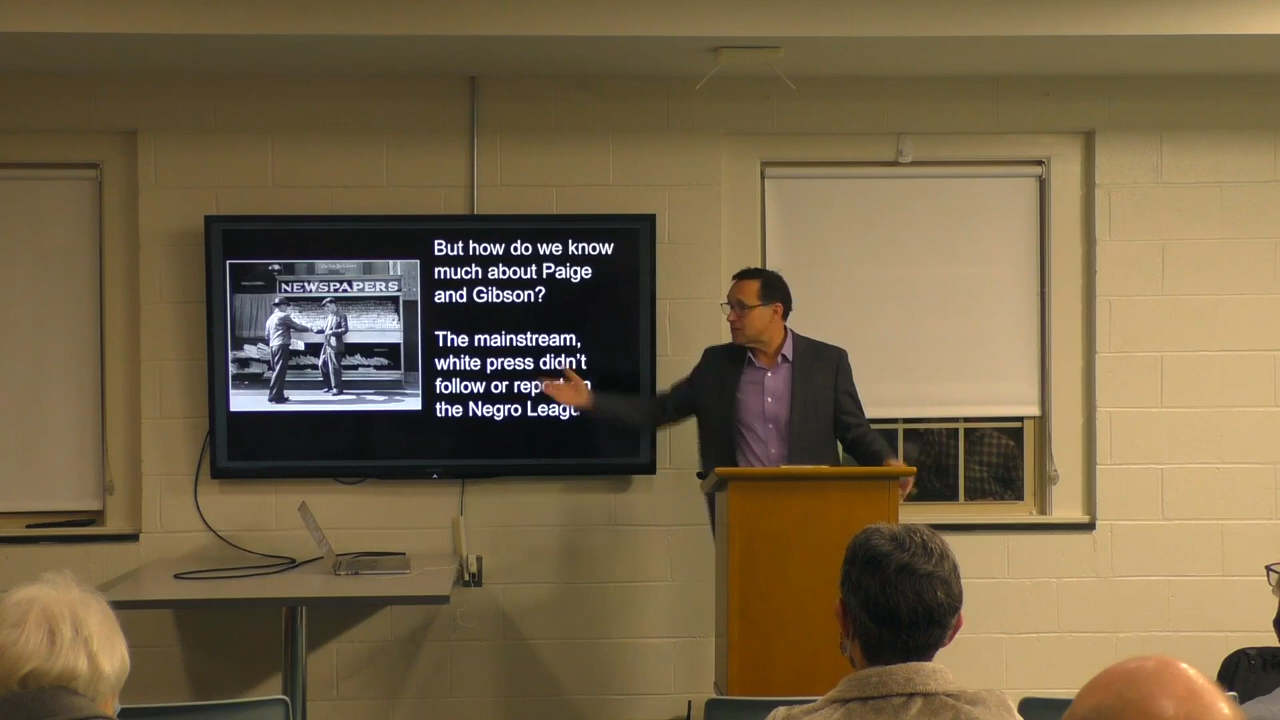 NEWSPAPERS
But how do we know
much about Paige
and Gibson?
The mainstream,
white press didn't
follow or report
the Negro